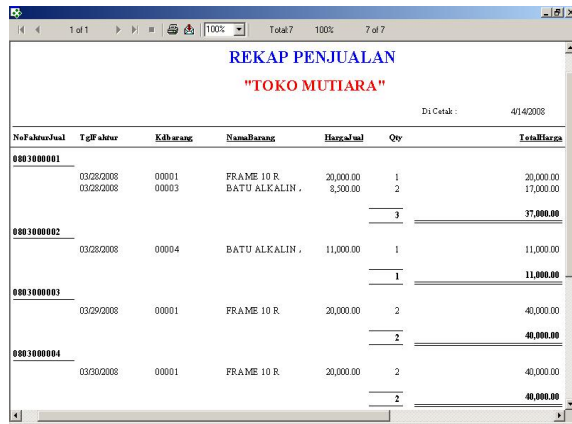 1 of 1 100% Total:7 100% 7 of 7
REKAP PENJUALAN
"TOKO MUTIARA"
Di Cetak : 4/14/2008
NoFakturJual TglFaktur Kdbarang NamaBarang HargaJual Qty TotalHarga
0803000001
03/28/2008 00001 FRAME 10 R 20,000.00 1 20,000.00
03/28/2008 00003 BATU ALKALIN , 8,500.00 2 17,000.00
3 37,000.00
0803000002
03/28/2008 00004 BATU ALKALIN , 11,000.00 1 11,000.00
1 11,000.00
0803000003
03/29/2008 00001 FRAME 10 R 20,000.00 2 40,000.00
2 40,000.00
0803000004
03/30/2008 00001 FRAME 10 R 20,000.00 2 40,000.00
2 40,000.00